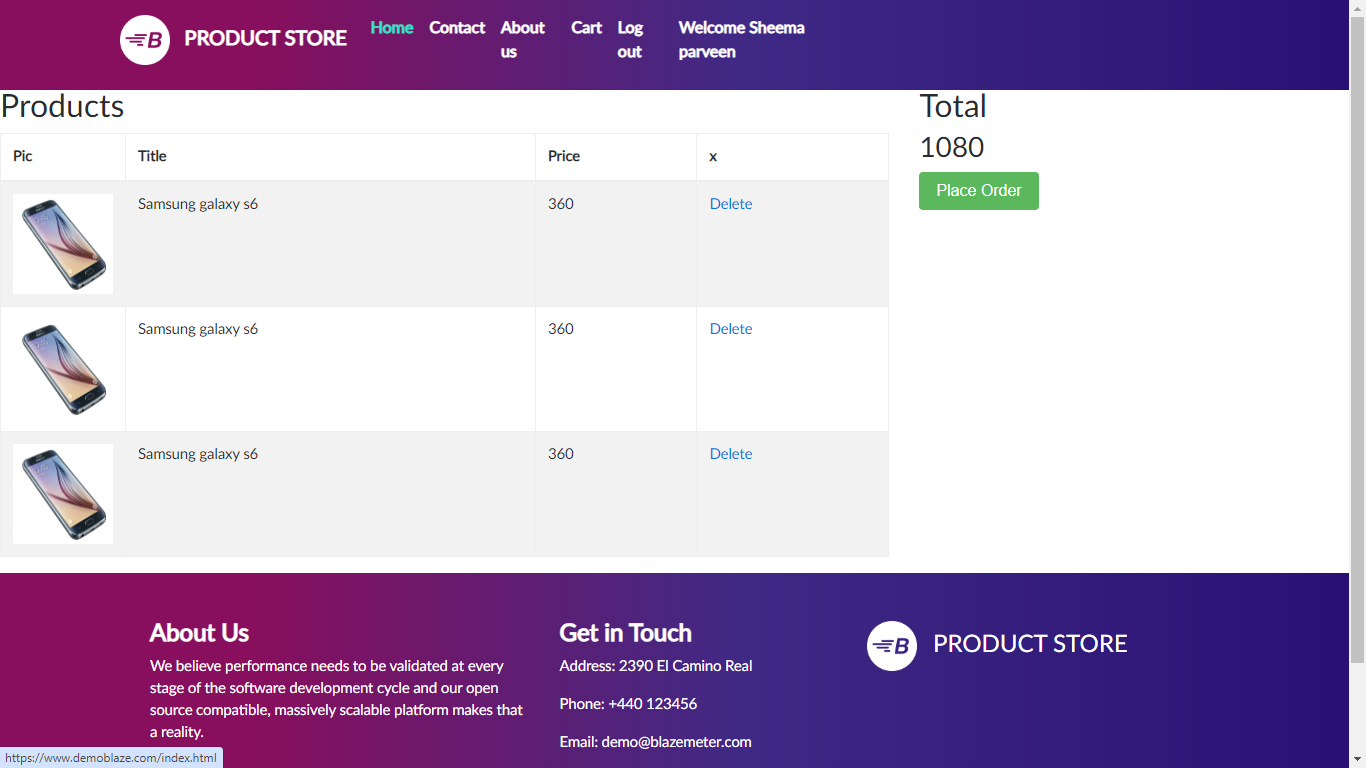 B PRODUCT STORE Home Contact About us Cart Log out Welcome Sheema parveen
Products
Pic Title Price x
Samsung galaxy s6 360 Delete
Samsung galaxy s6 360 Delete
Samsung galaxy s6 360 Delete
Total
1080
Place Order
About Us
We believe performance needs to be validated at every
stage of the software development cycle and our open
source compatible, massively scalable platform makes that
a reality.
Get in Touch
Address: 2390 El Camino Real
Phone: +440 123456
Email: demo@blazemeter.com
B PRODUCT STORE
https://www.demoblaze.com/index.html